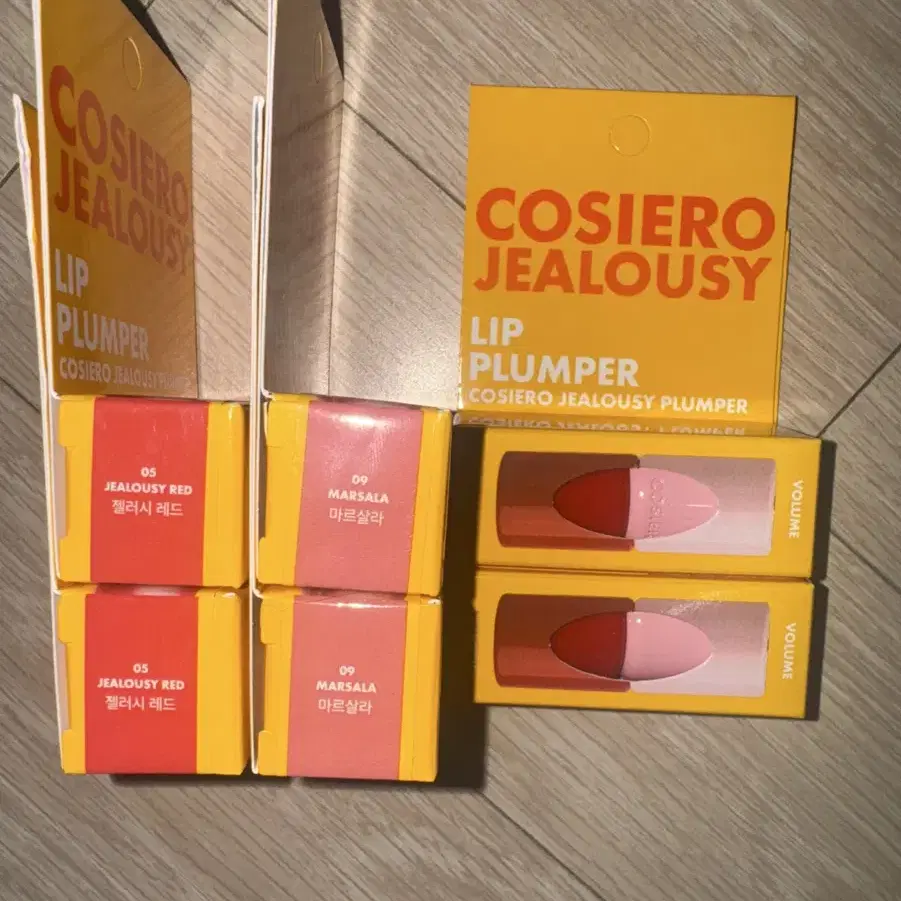 COSIERO
JEALOUSY
LIP
PLUMPER
COSIERO JEALOUSY
COSIERO
JEALOUSY
LIP
PLUMPER
COSIERO JEALOUSY PLUMPER
05
JEALOUSY RED
젤러시 레드
09
MARSALA
마르살라
05
JEALOUSY RED
젤러시 레드
09
MARSALA
마르살라
VOLUME
VOLUME